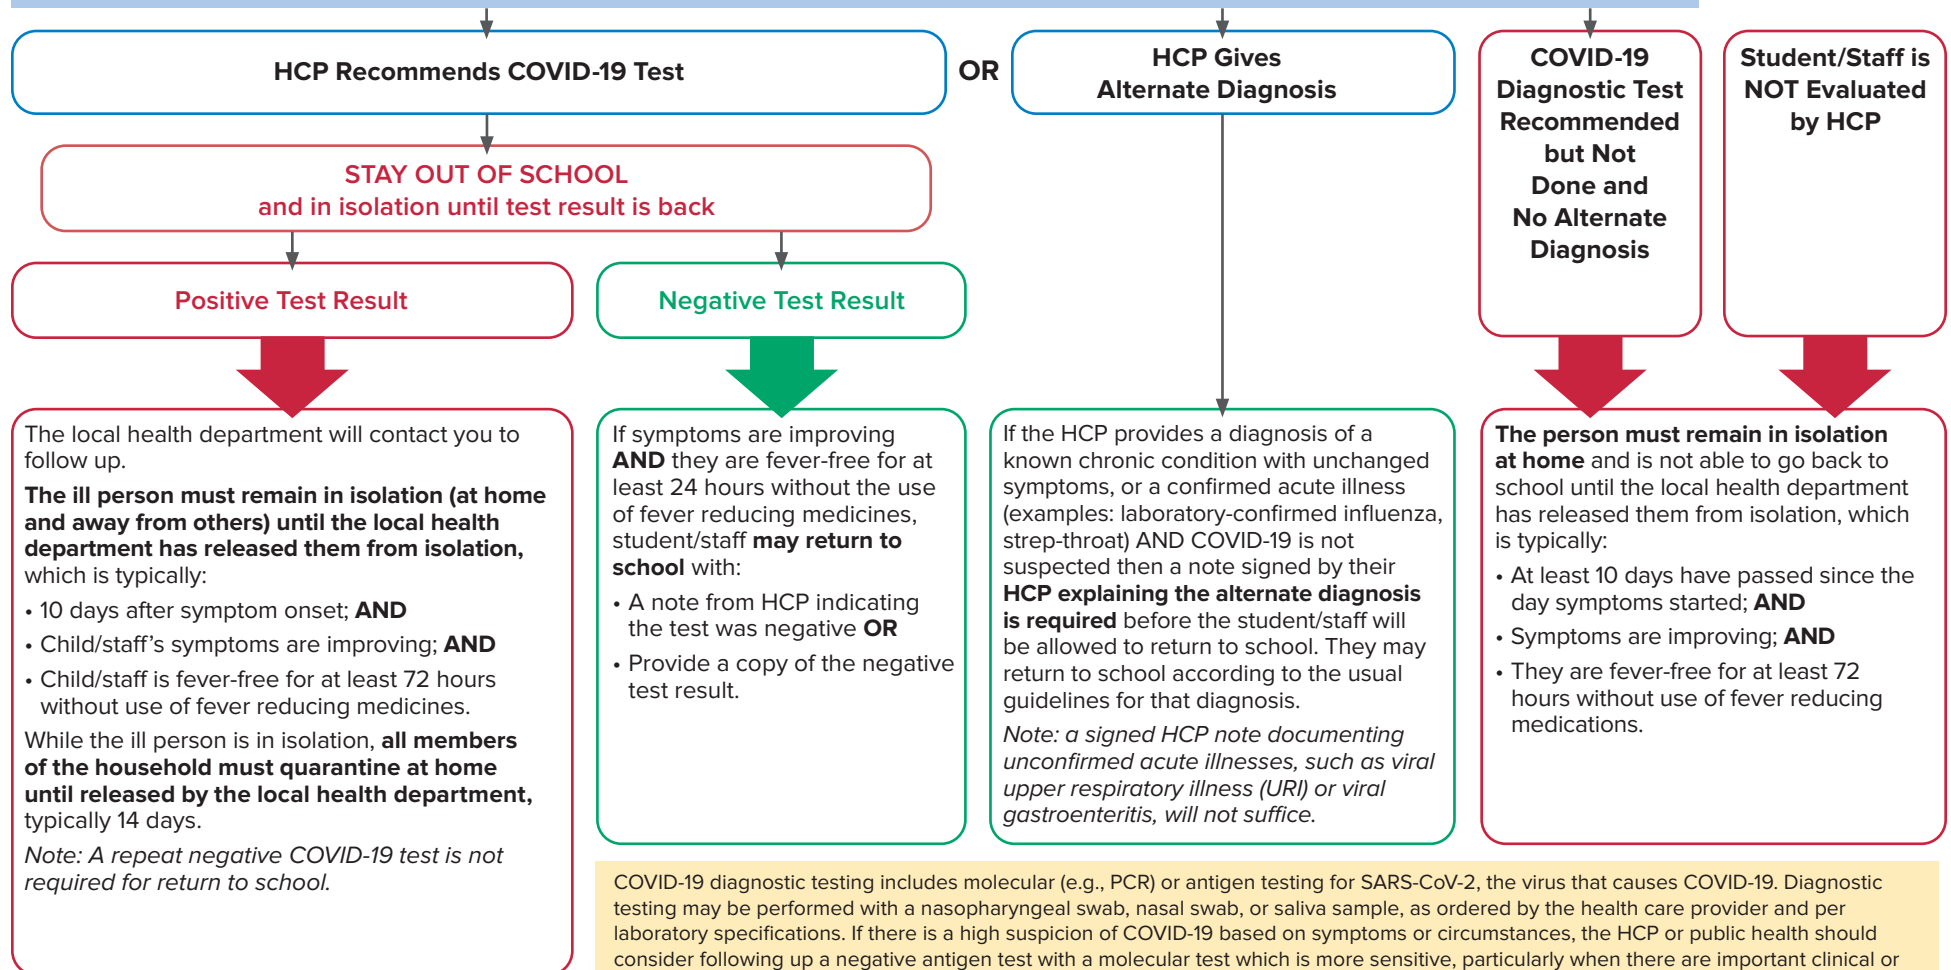 HCP Recommends COVID-19 Test
OR
HCP Gives
Alternate Diagnosis
COVID-19
Diagnostic Test
Recommended
but Not
Done and
No Alternate
Diagnosis
Student/Staff is
NOT Evaluated
by HCP
STAY OUT OF SCHOOL
and in isolation until test result is back
Positive Test Result
Negative Test Result
The local health department will contact you to
follow up.
The ill person must remain in isolation (at home
and away from others) until the local health
department has released them from isolation,
which is typically:
• 10 days after symptom onset; AND
• Child/staff's symptoms are improving; AND
• Child/staff is fever-free for at least 72 hours
without use of fever reducing medicines.
While the ill person is in isolation, all members
of the household must quarantine at home
until released by the local health department,
typically 14 days.
Note: A repeat negative COVID-19 test is not
required for return to school.
If symptoms are improving
AND they are fever-free for at
least 24 hours without the use
of fever reducing medicines,
student/staff may return to
school with:
• A note from HCP indicating
the test was negative OR
• Provide a copy of the negative
test result.
If the HCP provides a diagnosis of a
known chronic condition with unchanged
symptoms, or a confirmed acute illness
(examples: laboratory-confirmed influenza,
strep-throat) AND COVID-19 is not
suspected then a note signed by their
HCP explaining the alternate diagnosis
is required before the student/staff will
be allowed to return to school. They may
return to school according to the usual
guidelines for that diagnosis.
Note: a signed HCP note documenting
unconfirmed acute illnesses, such as viral
upper respiratory illness (URI) or viral
gastroenteritis, will not suffice.
The person must remain in isolation
at home and is not able to go back to
school until the local health department
has released them from isolation, which
is typically:
• At least 10 days have passed since the
day symptoms started; AND
• Symptoms are improving; AND
• They are fever-free for at least 72
hours without use of fever reducing
medications.
COVID-19 diagnostic testing includes molecular (e.g., PCR) or antigen testing for SARS-CoV-2, the virus that causes COVID-19. Diagnostic
testing may be performed with a nasopharyngeal swab, nasal swab, or saliva sample, as ordered by the health care provider and per
laboratory specifications. If there is a high suspicion of COVID-19 based on symptoms or circumstances, the HCP or public health should
consider following up a negative antigen test with a molecular test which is more sensitive, particularly when there are important clinical or